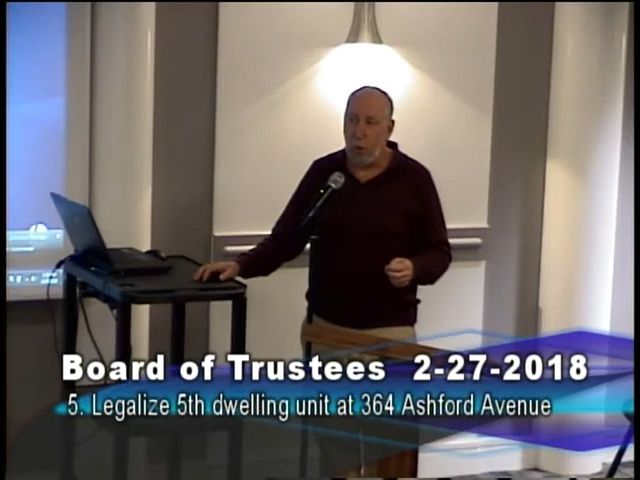 Board of Trustees 2-27-2018
5. Legalize 5th dwelling unit at 364 Ashford Avenue